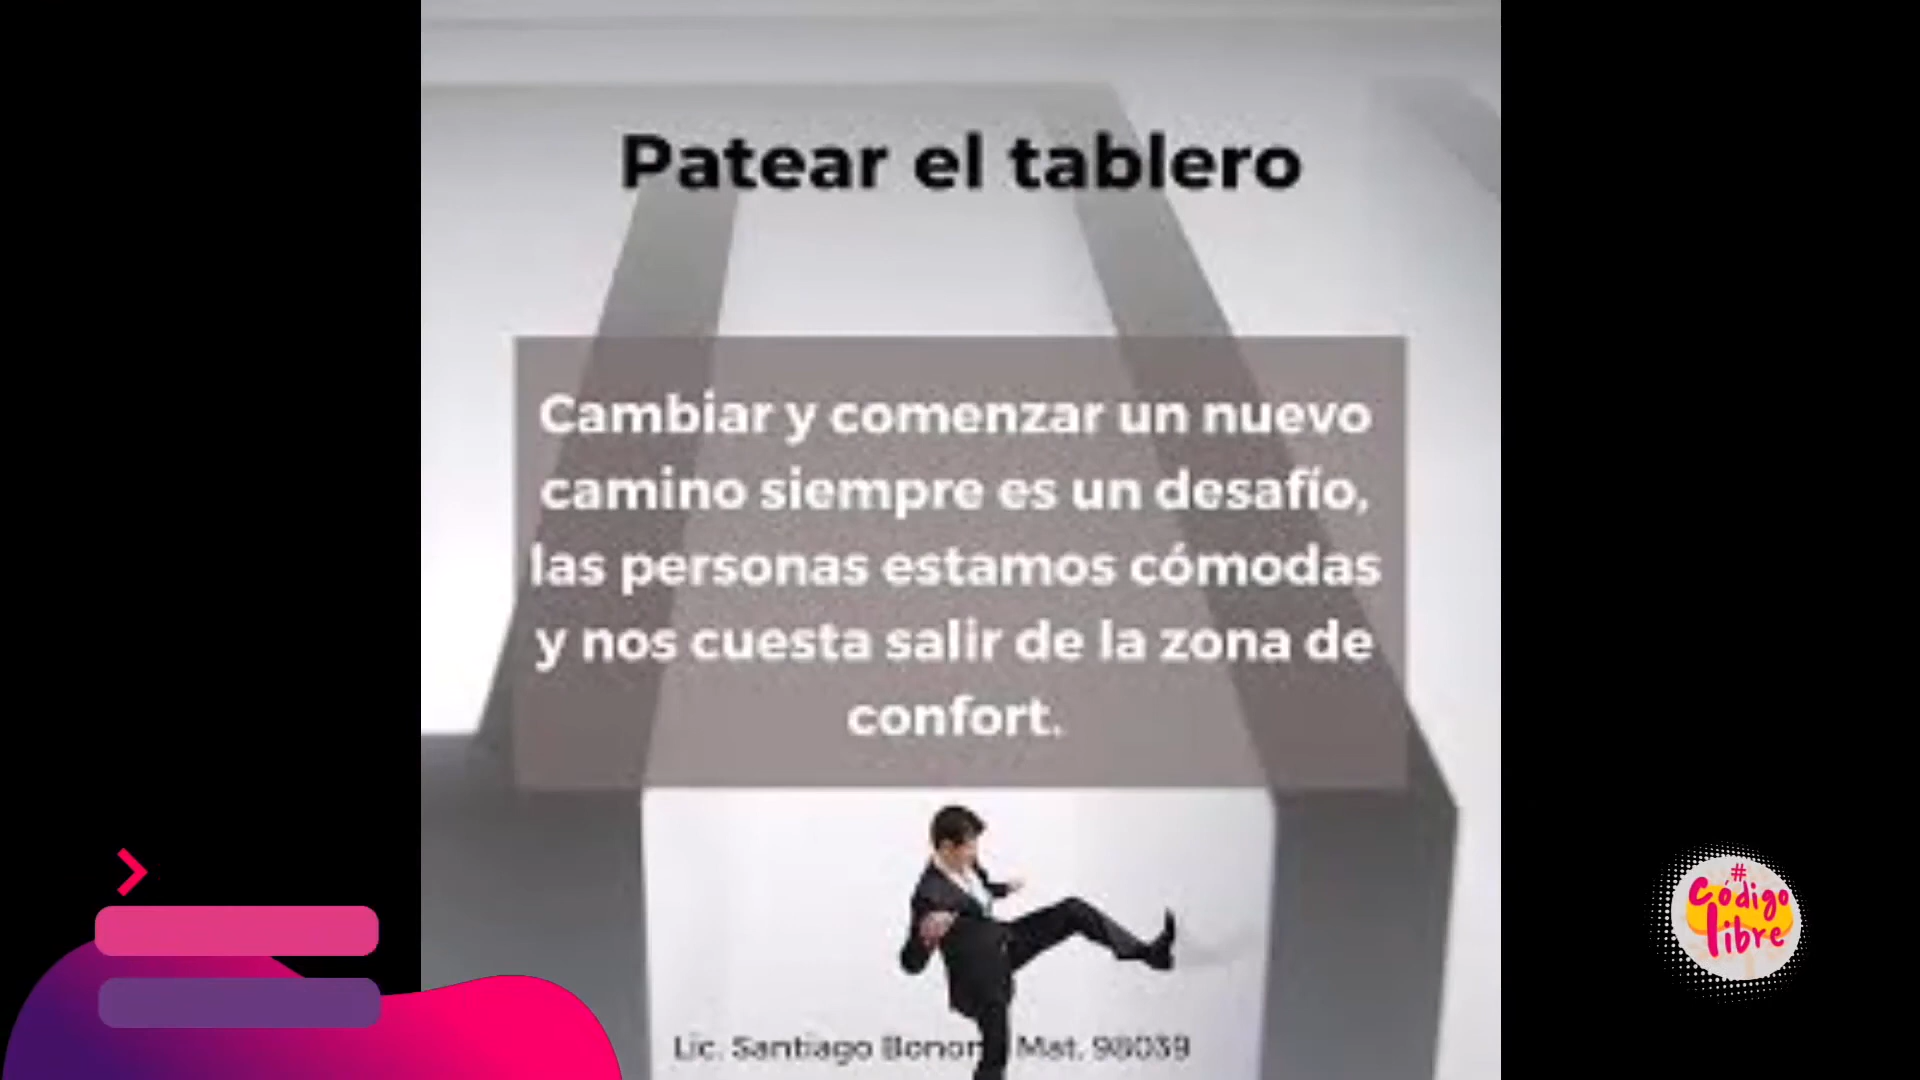 Patear el tablero
Cambiar y comenzar un nuevo
camino siempre es un desafío,
las personas estamos cómodas
y nos cuesta salir de la zona de
confort.
Lic. Santiago Mat. 98039
#
Código
libre